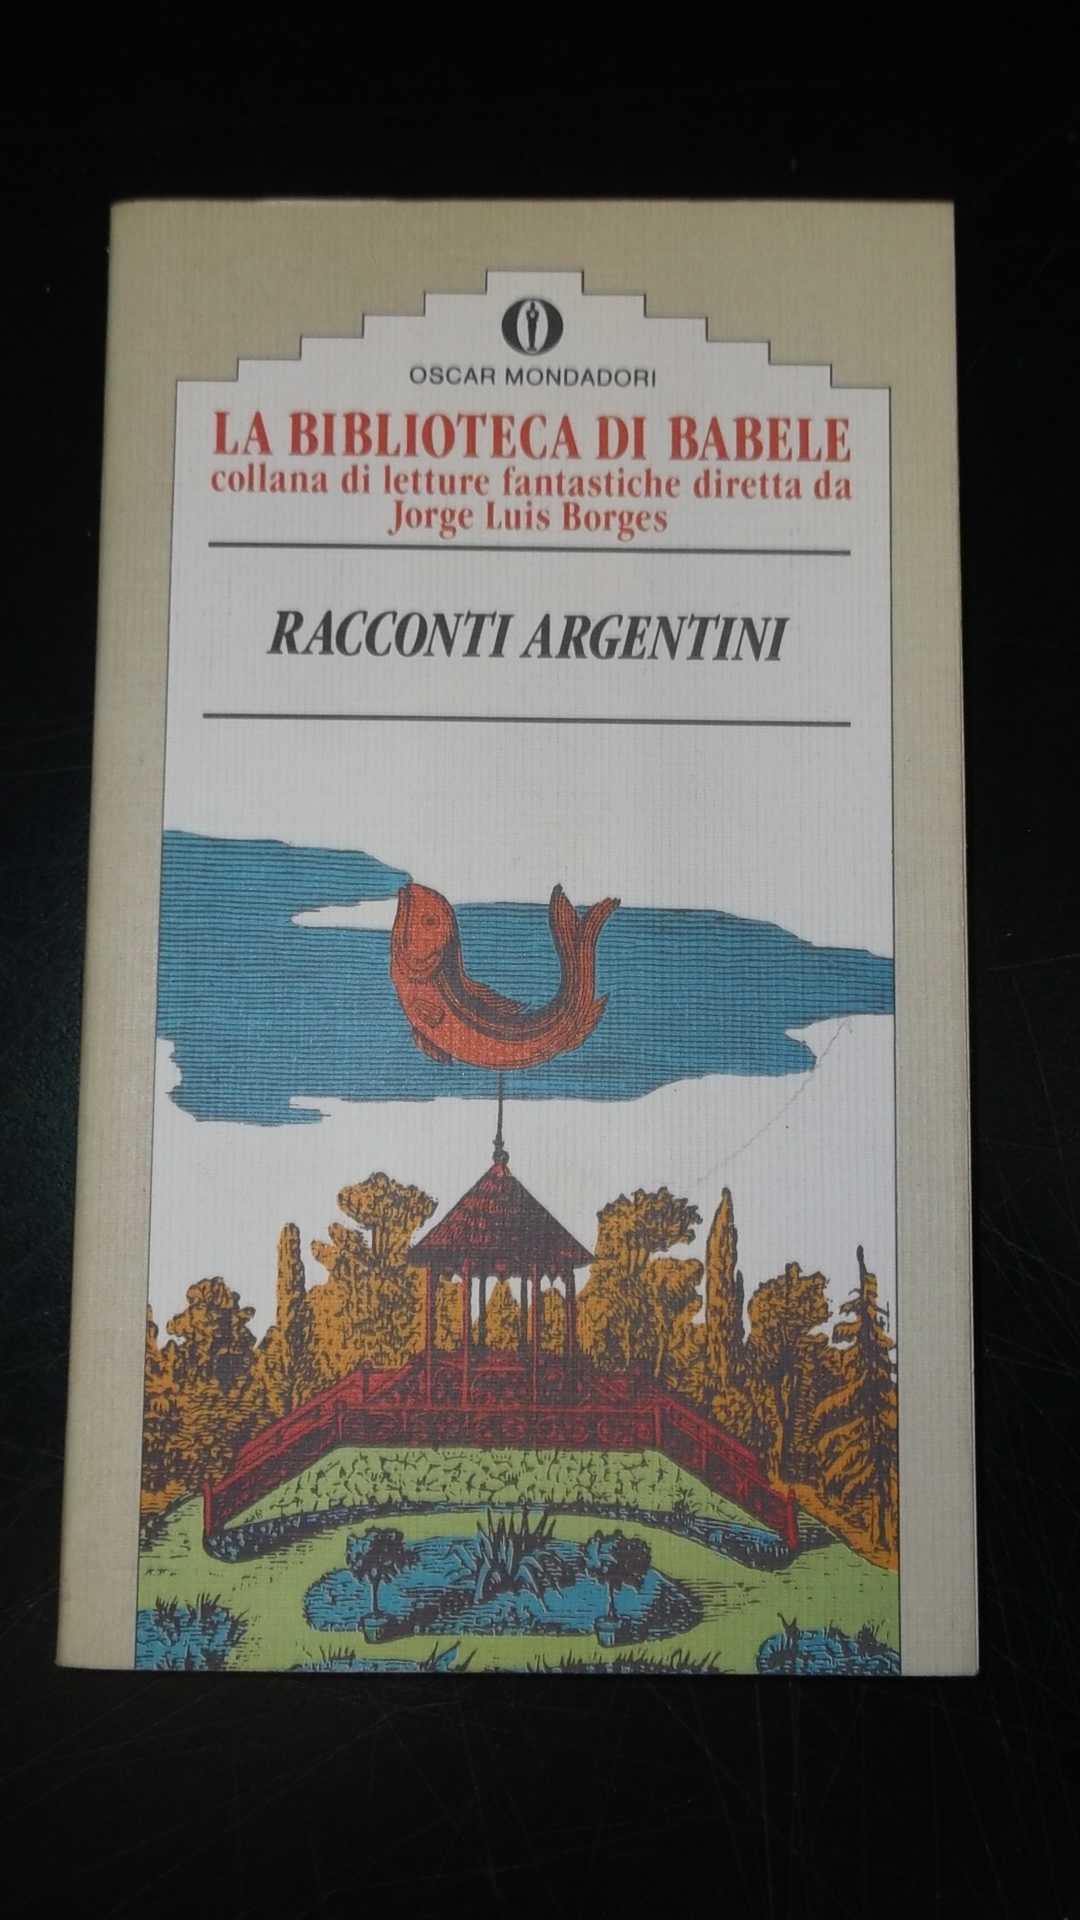 OSCAR MONDADORI
LA BIBLIOTECA DI BABELE
collana di letture fantastiche diretta da
Jorge Luis Borges
RACCONTI ARGENTINI